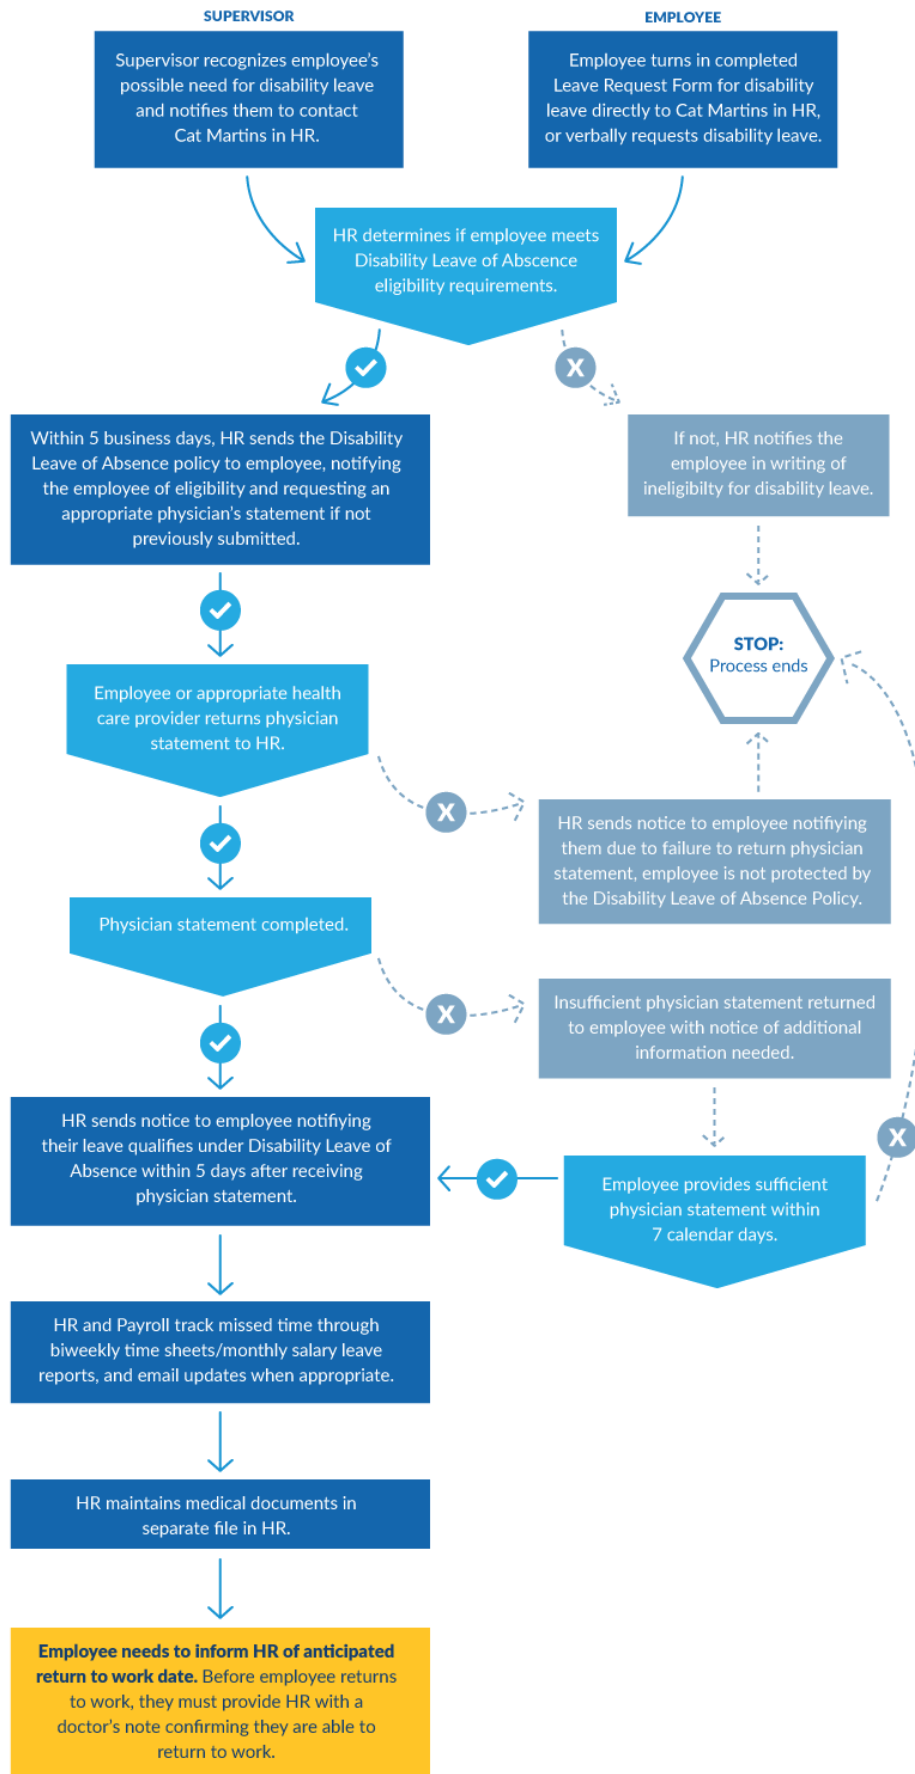 SUPERVISOR
Supervisor recognizes employee's
possible need for disability leave
and notifies them to contact
Cat Martins in HR.
EMPLOYEE
Employee turns in completed
Leave Request Form for disability
leave directly to Cat Martins in HR,
or verbally requests disability leave.
HR determines if employee meets
Disability Leave of Abscence
eligibility requirements.
X
Within 5 business days, HR sends the Disability
Leave of Absence policy to employee, notifying
the employee of eligibility and requesting an
appropriate physician's statement if not
previously submitted.
If not, HR notifies the
employee in writing of
ineligibilty for disability leave.
STOP:
Process ends
Employee or appropriate health
care provider returns physician
statement to HR.
X
HR sends notice to employee notifiying
them due to failure to return physician
statement, employee is not protected by
the Disability Leave of Absence Policy.
Physician statement completed.
X
Insufficient physician statement returned
to employee with notice of additional
information needed.
HR sends notice to employee notifiying
their leave qualifies under Disability Leave of
Absence within 5 days after receiving
physician statement.
X
Employee provides sufficient
physician statement within
7 calendar days.
HR and Payroll track missed time through
biweekly time sheets/monthly salary leave
reports, and email updates when appropriate.
HR maintains medical documents in
separate file in HR.
Employee needs to inform HR of anticipated
return to work date. Before employee returns
to work, they must provide HR with a
doctor's note confirming they are able to
return to work.